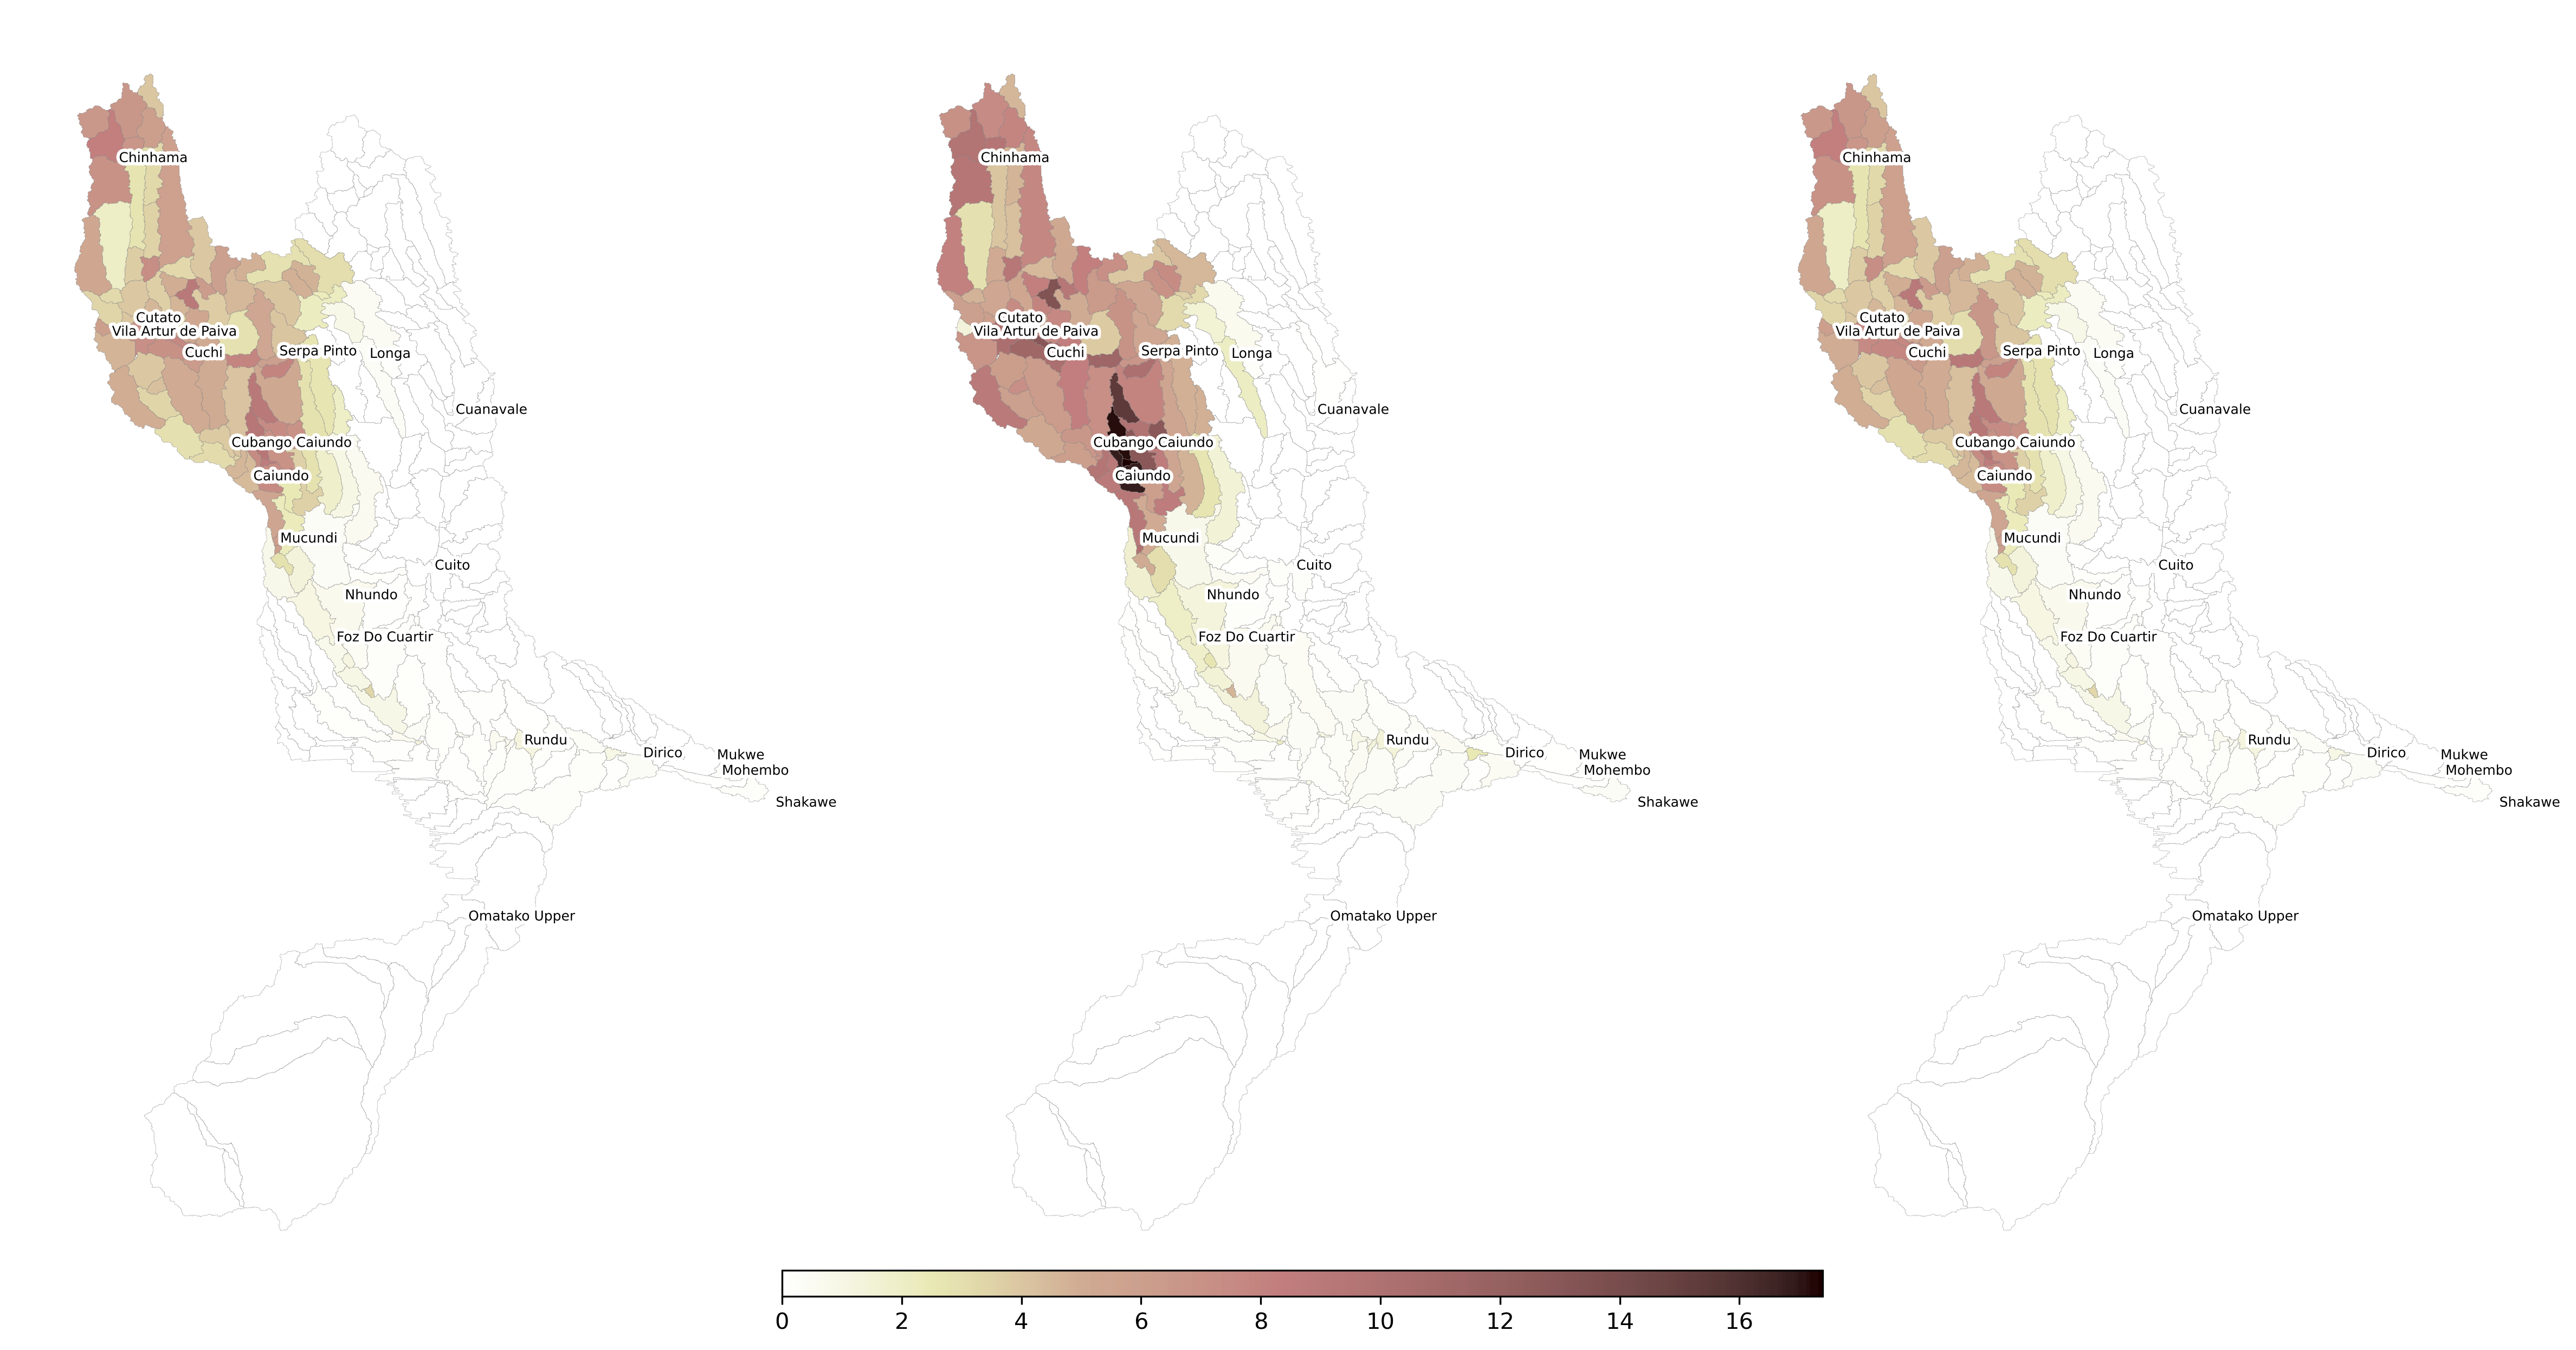 Chinhama
Cutato
Vila Artur de Paiva
Cuchi
Serpa Pinto
Longa
Cuanavale
Cubango Caiundo
Caiundo
Mucundi
Cuito
Nhundo
Foz Do Cuartir
Rundu
Dirico
Mukwe
Mohembo
Shakawe
Omatako Upper
Chinhama
Cutato
Vila Artur de Paiva
Cuchi
Serpa Pinto
Longa
Cuanavale
Cubango Caiundo
Caiundo
Mucundi
Cuito
Nhundo
Foz Do Cuartir
Rundu
Dirico
Mukwe
Mohembo
Shakawe
Omatako Upper
Chinhama
Cutato
Vila Artur de Paiva
Cuchi
Serpa Pinto
Longa
Cuanavale
Cubango Caiundo
Caiundo
Mucundi
Cuito
Nhundo
Foz Do Cuartir
Rundu
Dirico
Mukwe
Mohembo
Shakawe
Omatako Upper
0 2 4 6 8 10 12 14 16